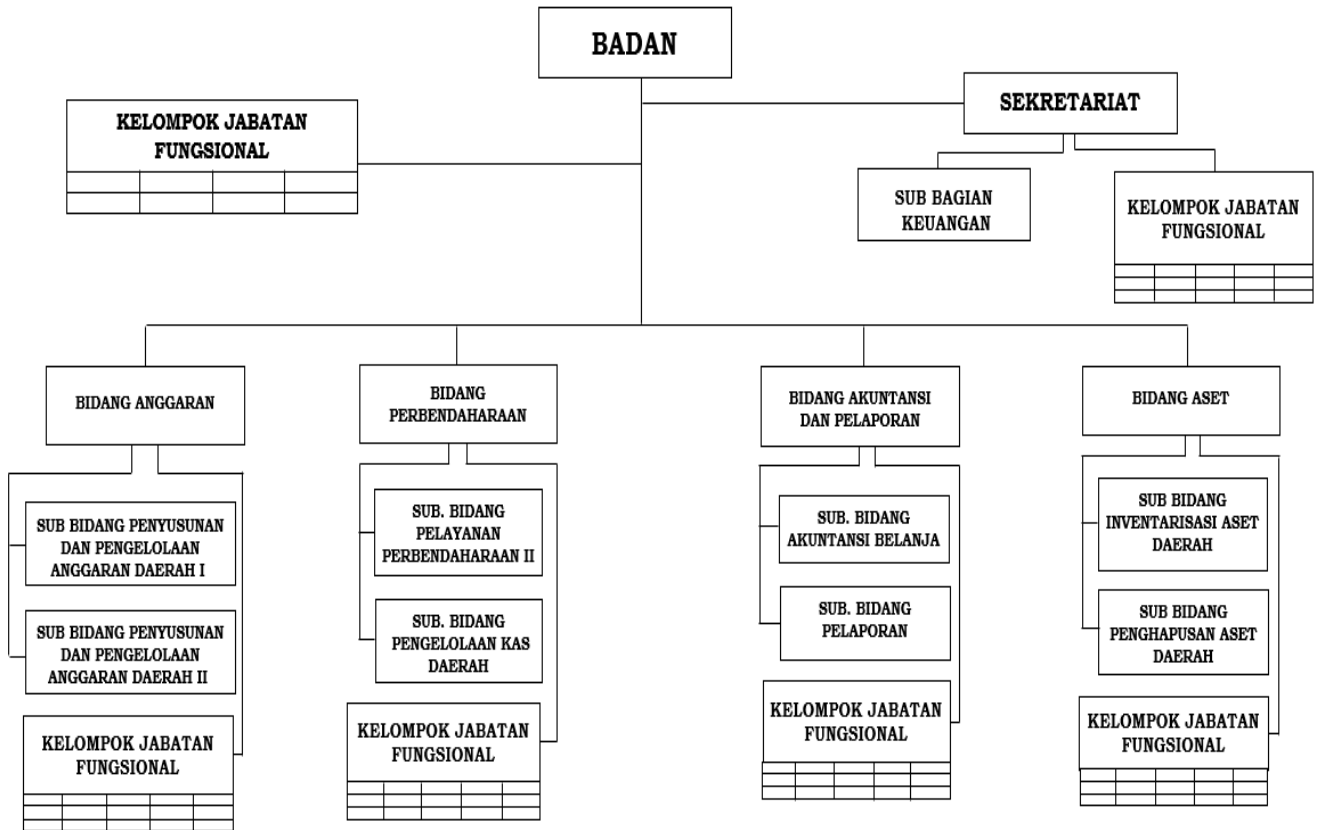 BADAN
SEKRETARIAT
KELOMPOK JABATAN
FUNGSIONAL
SUB BAGIAN
KEUANGAN
KELOMPOK JABATAN
FUNGSIONAL
BIDANG ANGGARAN
SUB BIDANG PENYUSUNAN
DAN PENGELOLAAN
ANGGARAN DAERAH I
SUB BIDANG PENYUSUNAN
DAN PENGELOLAAN
ANGGARAN DAERAH II
KELOMPOK JABATAN
FUNGSIONAL
BIDANG
PERBENDAHARAAN
SUB. BIDANG
PELAYANAN
PERBENDAHARAAN II
SUB. BIDANG
PENGELOLAAN KAS
DAERAH
KELOMPOK JABATAN
FUNGSIONAL
BIDANG AKUNTANSI
DAN PELAPORAN
SUB. BIDANG
AKUNTANSI BELANJA
SUB. BIDANG
PELAPORAN
KELOMPOK JABATAN
FUNGSIONAL
BIDANG ASET
SUB BIDANG
INVENTARISASI ASET
DAERAH
SUB BIDANG
PENGHAPUSAN ASET
DAERAH
KELOMPOK JABATAN
FUNGSIONAL